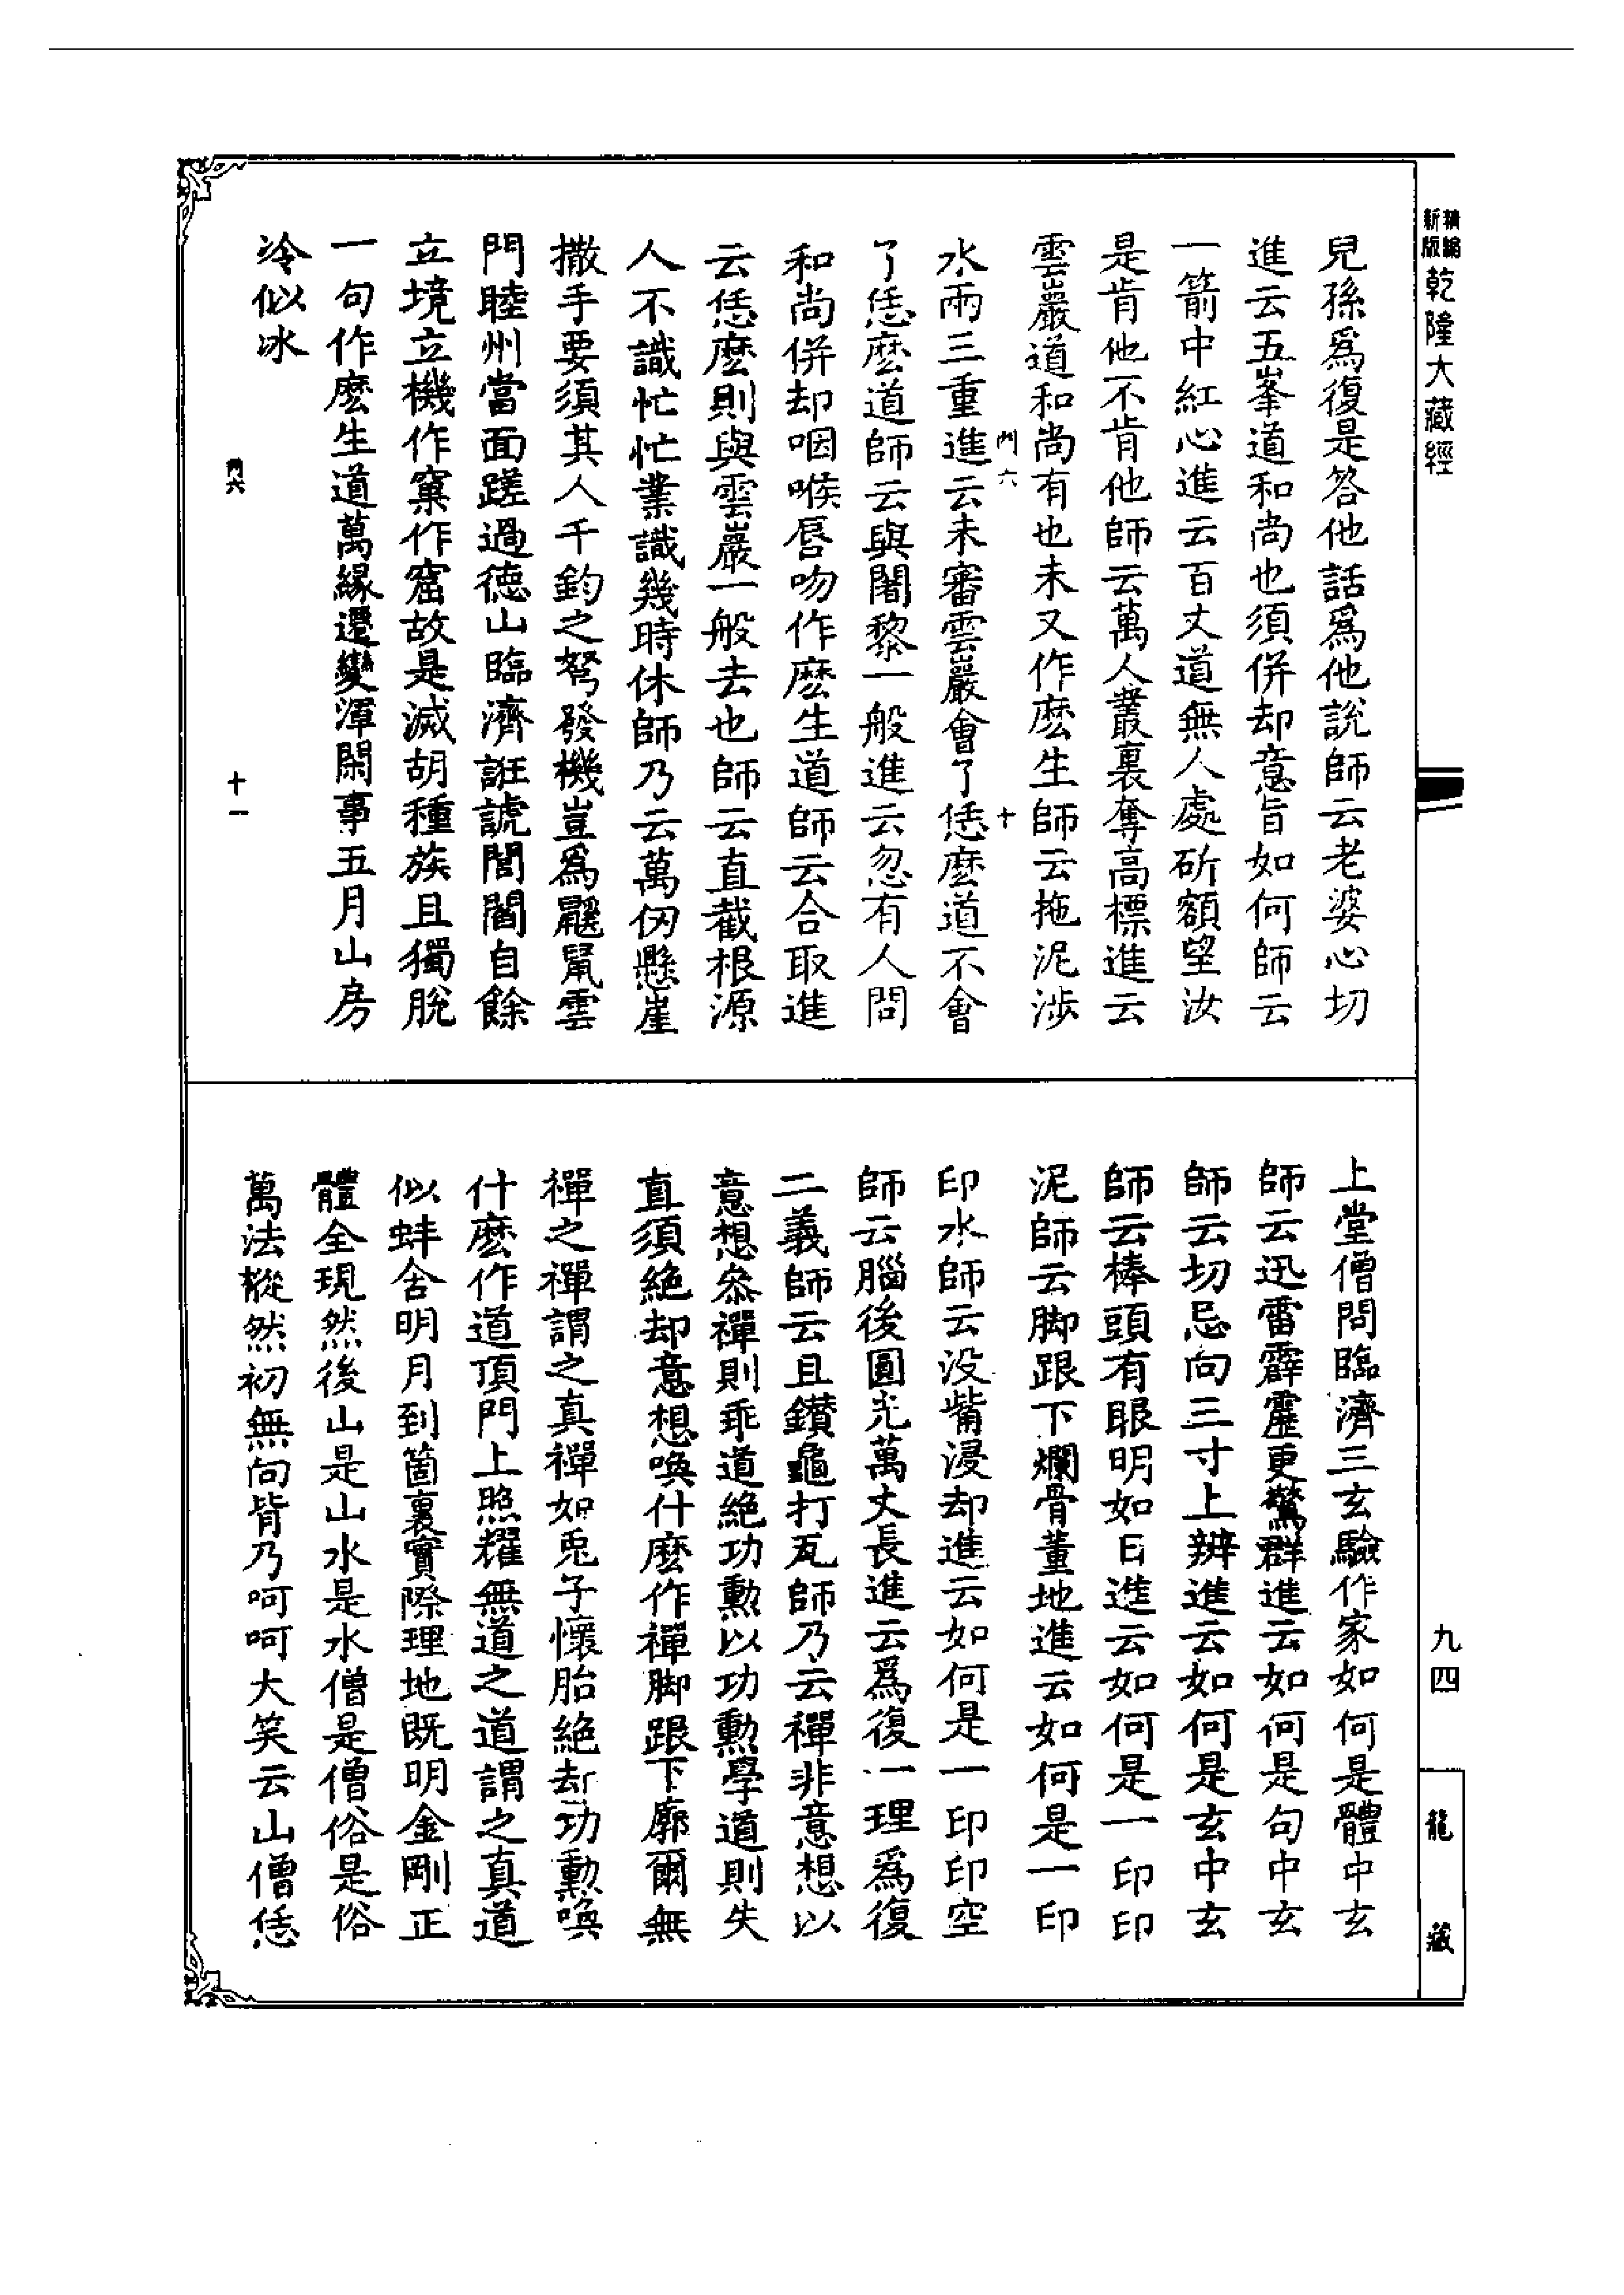 新編縮版
乾隆大藏經
兒孫爲復是答他話爲他說師云老婆心切
進云五峯道和尚也須併却意旨如何師云
一箭中紅心進云百丈道無人處斫額望汝
是肯他不肯他師云萬人叢裏奪高標進云
雲巖道和尚有也未又作麽生師云拖泥涉
門六
十
水兩三重進云未審雲巖會了恁麽道不會
了恁麽道師云與闍黎一般進云忽有人問
和尚併却咽喉唇吻作麽生道師云合取進
云恁麽則與雲巖一般去也師云直截根源
人不識忙忙業識幾時休師乃云萬仞懸崖
撒手要須其人千鈞之弩發機豈爲鼷鼠雲
門睦州當面蹉過德山臨濟誑謼閭閻自餘
立境立機作窠作窟故是滅胡種族且獨脫
一句作麽生道萬緣遷變渾閑事五月山房
冷似冰
門六
十一
上堂僧問臨濟三玄驗作家如何是體中玄
師云迅雷霹靂更驚群進云如何是句中玄
師云切忌向三寸上辨進云如何是玄中玄
師云棒頭有眼明如日進云如何是一印印
泥師云脚跟下爛骨董地進云如何是一印
印水師云没觜浸却進云如何是一印印空
師云腦後圓光萬丈長進云爲復一理爲復
二義師云且鑽龜打瓦師乃云禪非意想以
意想叅禪則乖道絕功勳以功勳學道則失
直須絕却意想喚什麽作禪脚跟下廓爾無
禪之禪謂之真禪如兎子懷胎絕却功勳喚
什麽作道頂門上照耀無道之道謂之真道
似蚌含明月到箇裏實際理地既明金剛正
體全現然後山是山水是水僧是僧俗是俗
萬法樅然初無向背乃呵呵大笑云山僧恁
九四
龍藏